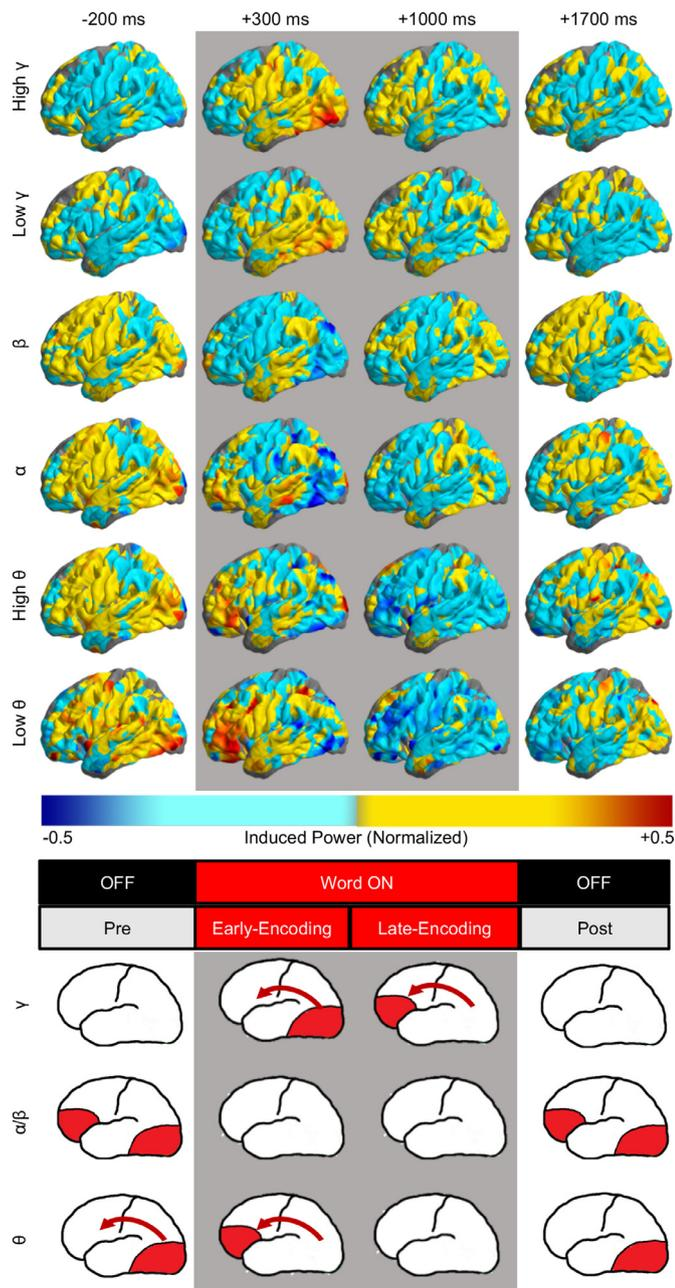 -200 ms +300 ms +1000 ms +1700 ms
High γ
Low γ
β
α
High θ
Low θ
-0.5 Induced Power (Normalized) +0.5
OFF Word ON OFF
Pre Early-Encoding Late-Encoding Post
γ
α/β
θ